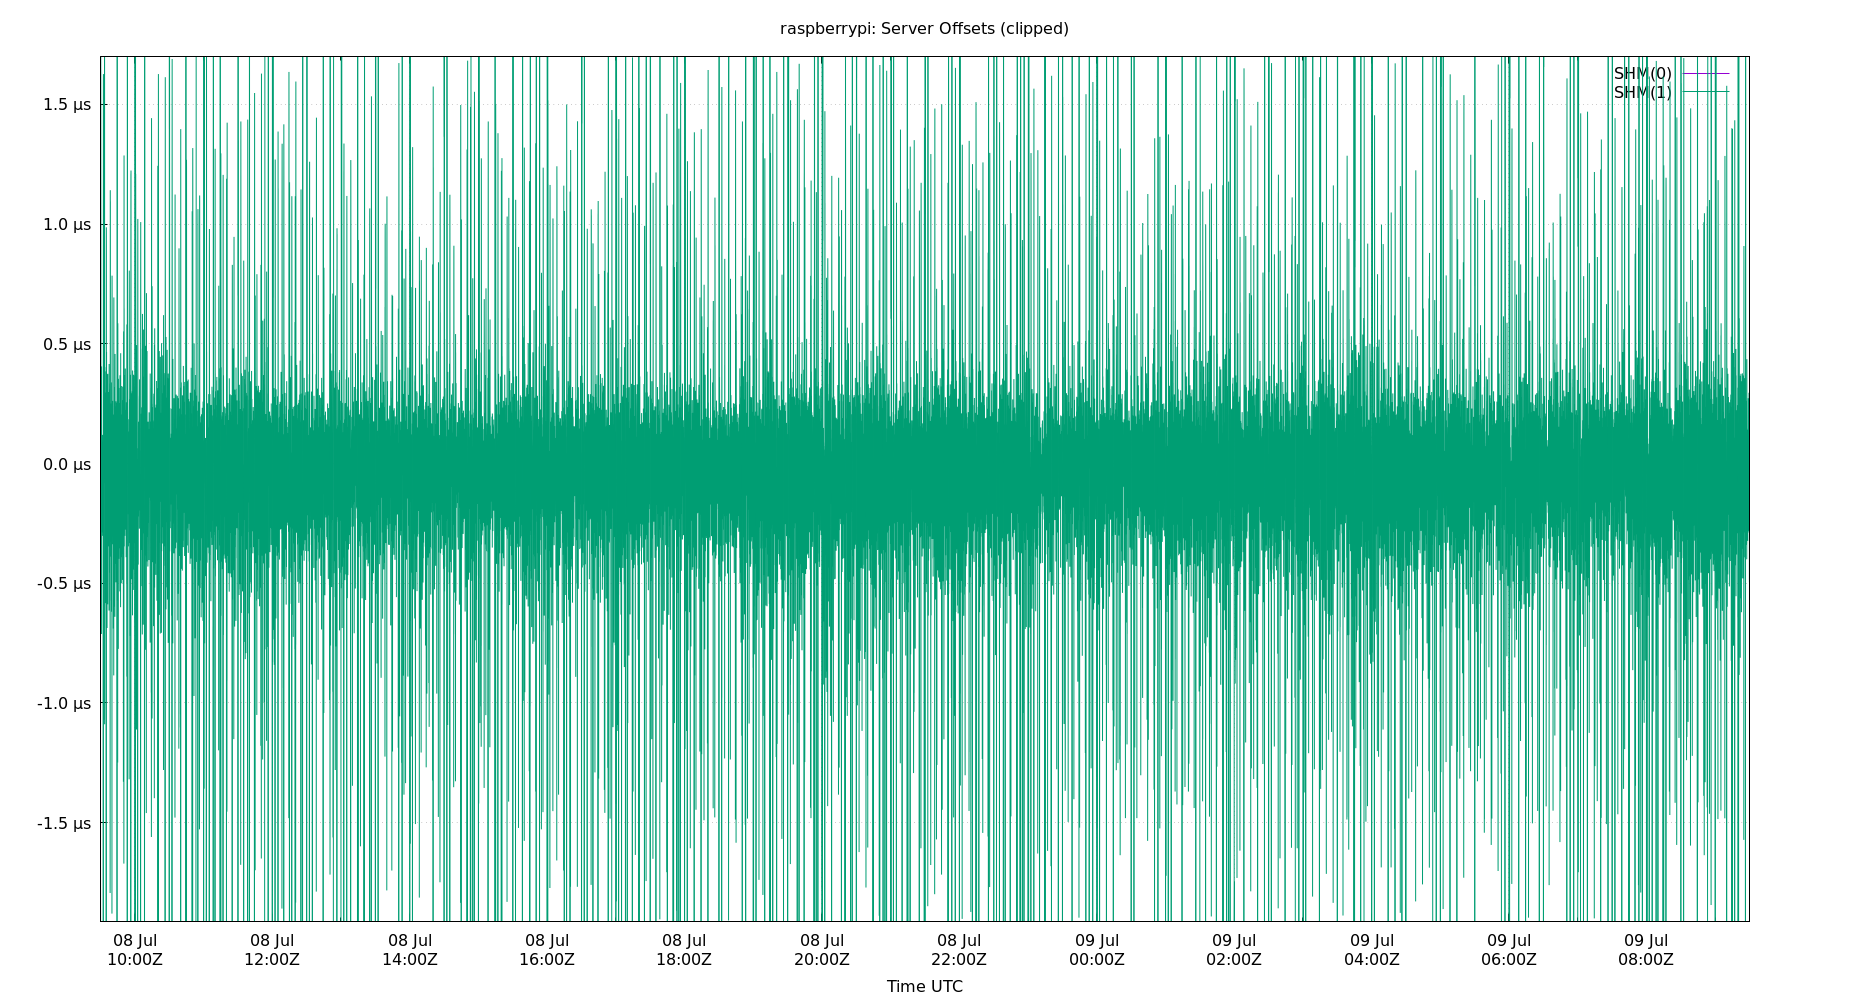 raspberrypi: Server Offsets (clipped)
SHM(0)
SHM(1)
1.5 µs
1.0 µs
0.5 µs
0.0 µs
-0.5 µs
-1.0 µs
-1.5 µs
08 Jul 08 Jul 08 Jul 08 Jul 08 Jul 08 Jul 08 Jul 09 Jul 09 Jul 09 Jul 09 Jul 09 Jul
10:00Z 12:00Z 14:00Z 16:00Z 18:00Z 20:00Z 22:00Z 00:00Z 02:00Z 04:00Z 06:00Z 08:00Z
Time UTC